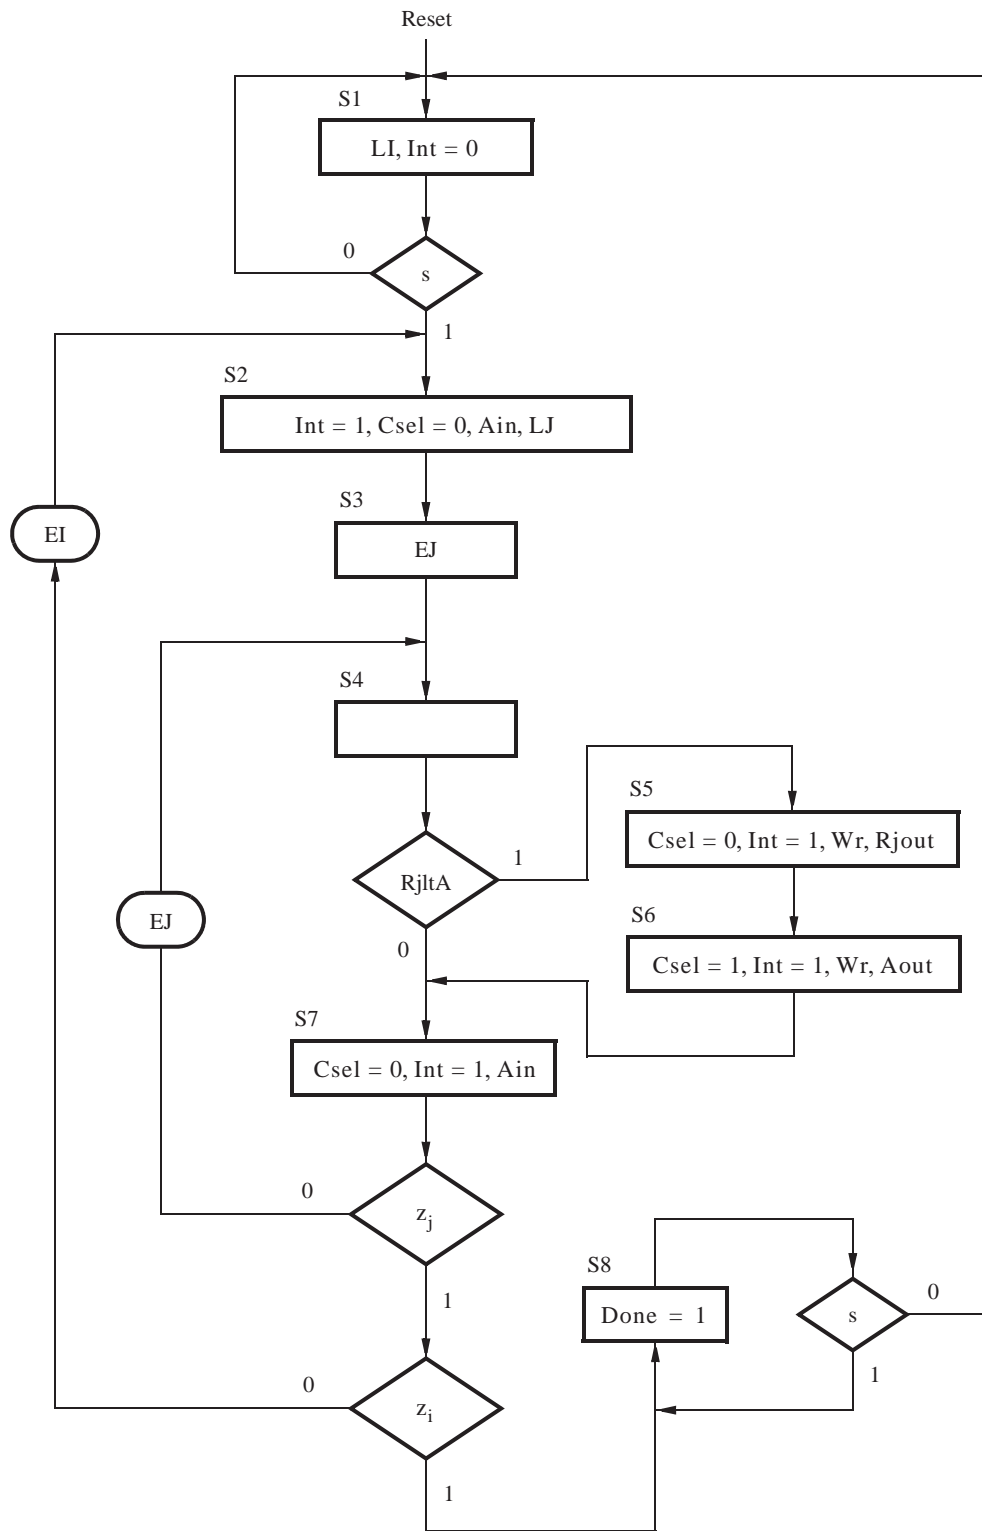 Reset
S1
LI, Int = 0
0
s
1
S2
Int = 1, Csel = 0, Ain, LJ
S3
EI
EJ
S4
S5
Csel = 0, Int = 1, Wr, Rjout
1
RjltA
EJ
S6
0
Csel = 1, Int = 1, Wr, Aout
S7
Csel = 0, Int = 1, Ain
0
zj
S8
0
1
Done = 1
s
1
0
zi
1